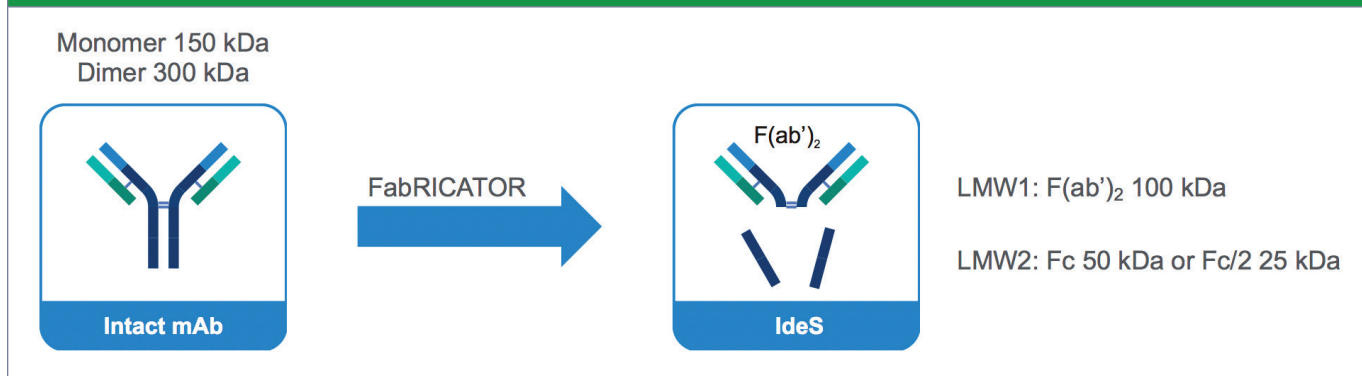 Monomer 150 kDa
Dimer 300 kDa
Intact mAb
FabRICATOR
F(ab')₂
IdeS
LMW1: F(ab')₂ 100 kDa
LMW2: Fc 50 kDa or Fc/2 25 kDa